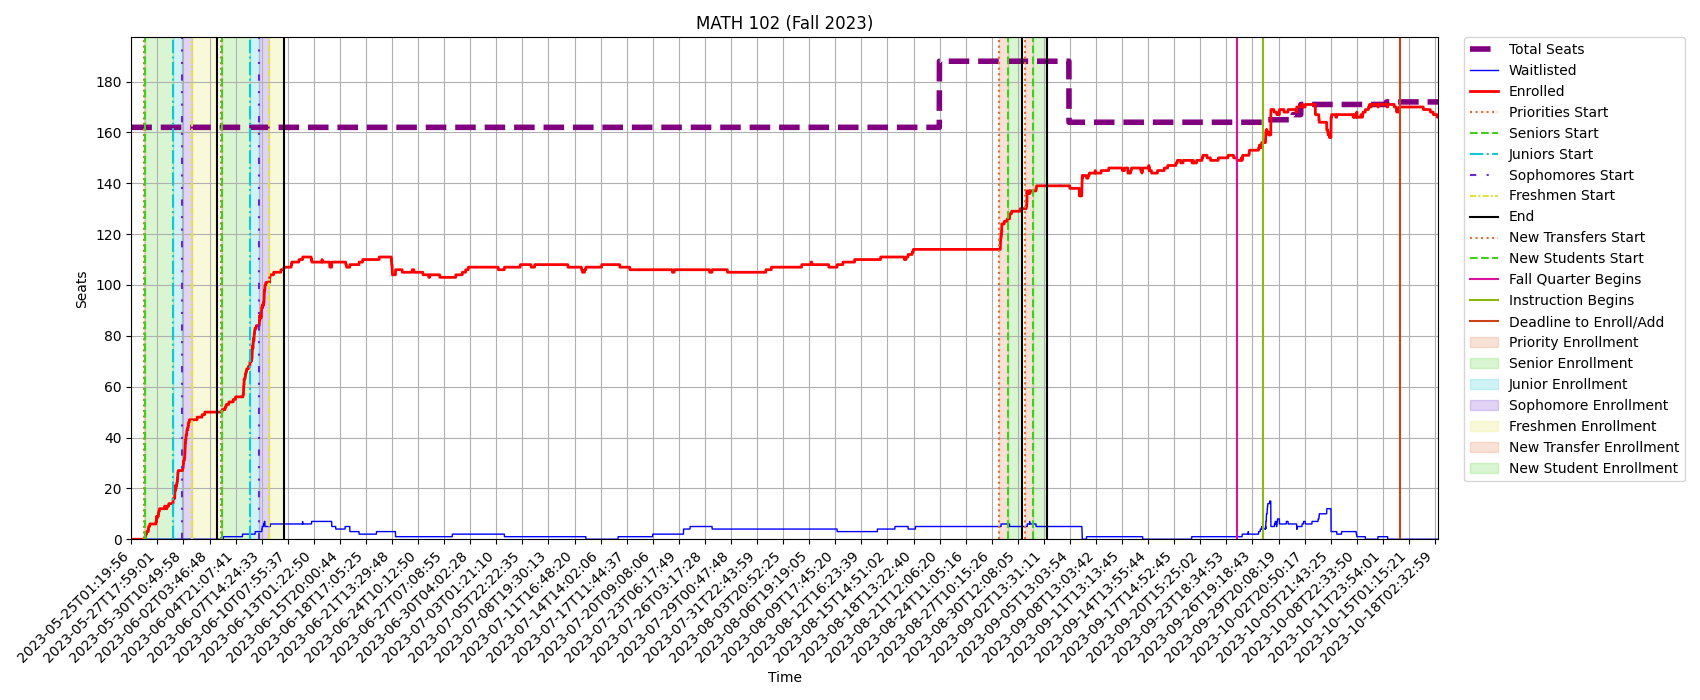 MATH 102 (Fall 2023)
Seats
180
160
140
120
100
80
60
40
20
0
2023-05-25T01:19:56
2023-05-27T17:59:01
2023-05-30T10:49:58
2023-06-02T03:46:48
2023-06-04T21:07:41
2023-06-07T14:24:33
2023-06-10T07:55:37
2023-06-13T01:22:50
2023-06-15T20:00:44
2023-06-18T17:05:25
2023-06-21T13:29:48
2023-06-24T10:12:50
2023-06-27T07:08:55
2023-06-30T04:02:28
2023-07-03T01:21:10
2023-07-05T22:22:35
2023-07-08T19:30:13
2023-07-11T16:48:20
2023-07-14T14:02:06
2023-07-17T11:44:37
2023-07-20T09:08:06
2023-07-23T06:17:49
2023-07-26T03:17:28
2023-07-29T00:47:48
2023-07-31T22:43:59
2023-08-03T20:52:25
2023-08-06T19:19:05
2023-08-09T17:45:20
2023-08-12T16:23:39
2023-08-15T14:51:02
2023-08-18T13:22:40
2023-08-21T12:06:20
2023-08-24T11:05:16
2023-08-27T10:15:26
2023-08-30T12:08:05
2023-09-02T13:31:11
2023-09-05T13:03:54
2023-09-08T13:03:42
2023-09-11T13:13:45
2023-09-14T13:55:44
2023-09-17T14:52:45
2023-09-20T15:25:02
2023-09-23T18:34:53
2023-09-26T19:18:43
2023-09-29T20:08:19
2023-10-02T20:50:17
2023-10-05T21:43:25
2023-10-08T22:33:50
2023-10-11T23:54:01
2023-10-15T01:15:21
2023-10-18T02:32:59
Time
Total Seats
Waitlisted
Enrolled
Priorities Start
Seniors Start
Juniors Start
Sophomores Start
Freshmen Start
End
New Transfers Start
New Students Start
Fall Quarter Begins
Instruction Begins
Deadline to Enroll/Add
Priority Enrollment
Senior Enrollment
Junior Enrollment
Sophomore Enrollment
Freshmen Enrollment
New Transfer Enrollment
New Student Enrollment